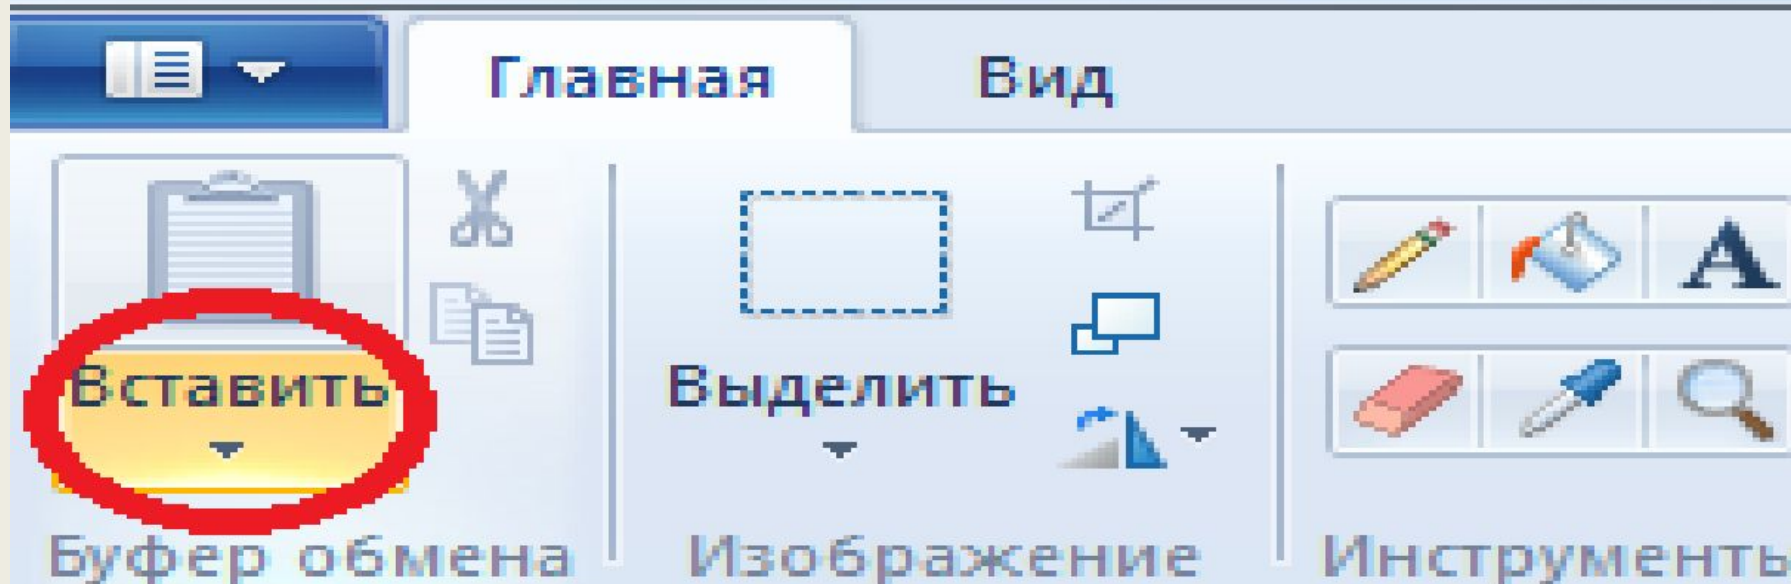 Главная Вид
Вставить Выделить
Буфер обмена Изображение Инструменты